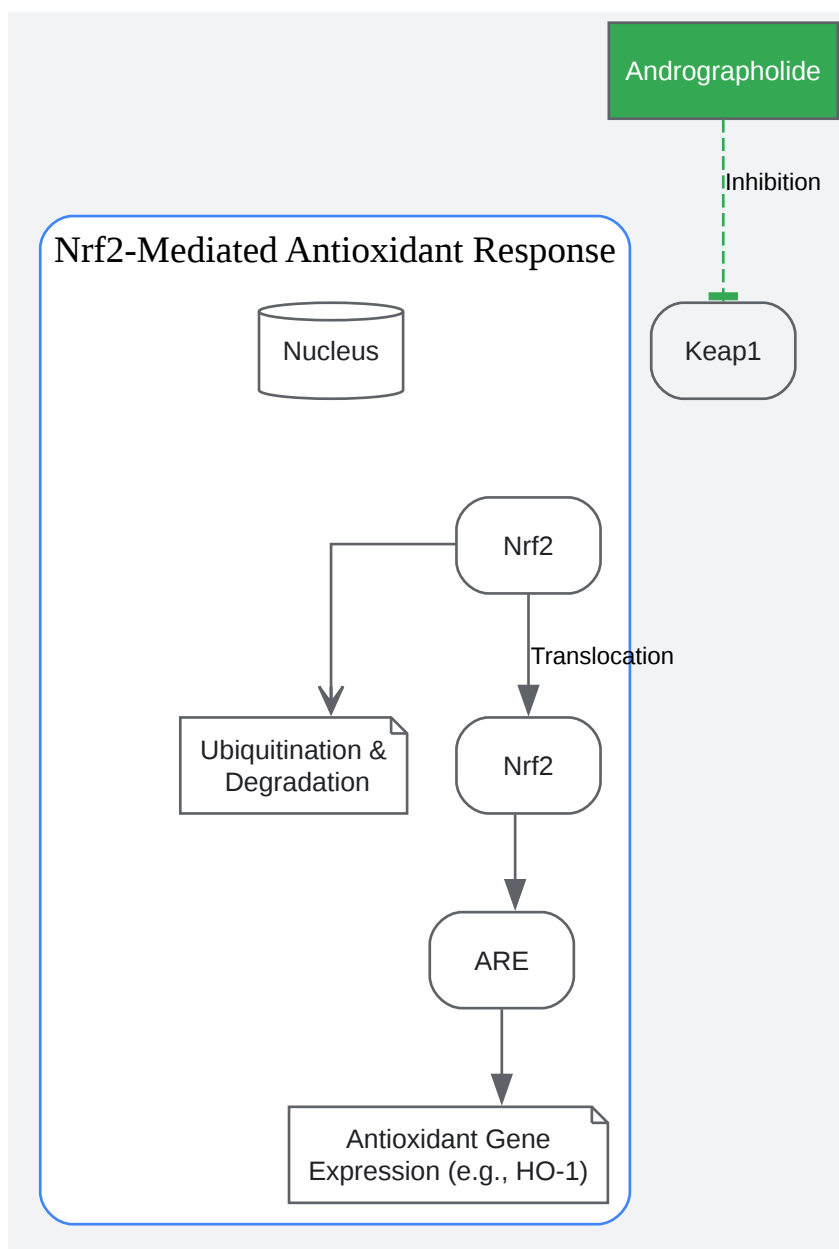 Andrographolide
Inhibition
Nrf2-Mediated Antioxidant Response
Nucleus
Keap1
Nrf2
Translocation
Ubiquitination &
Degradation
Nrf2
ARE
Antioxidant Gene
Expression (e.g., HO-1)